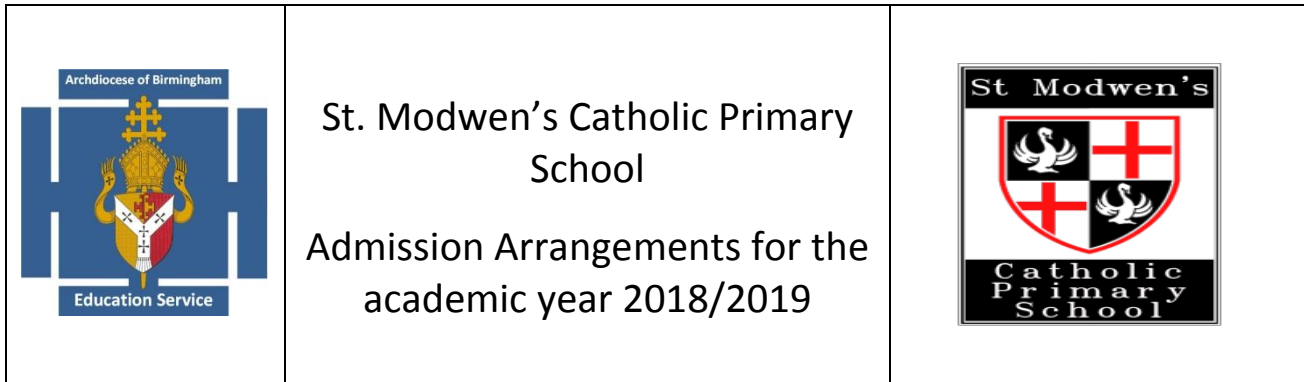 Archdiocese of Birmingham
Education Service
St. Modwen’s Catholic Primary
School
Admission Arrangements for the
academic year 2018/2019
St Modwen's
Catholic
Primary
School